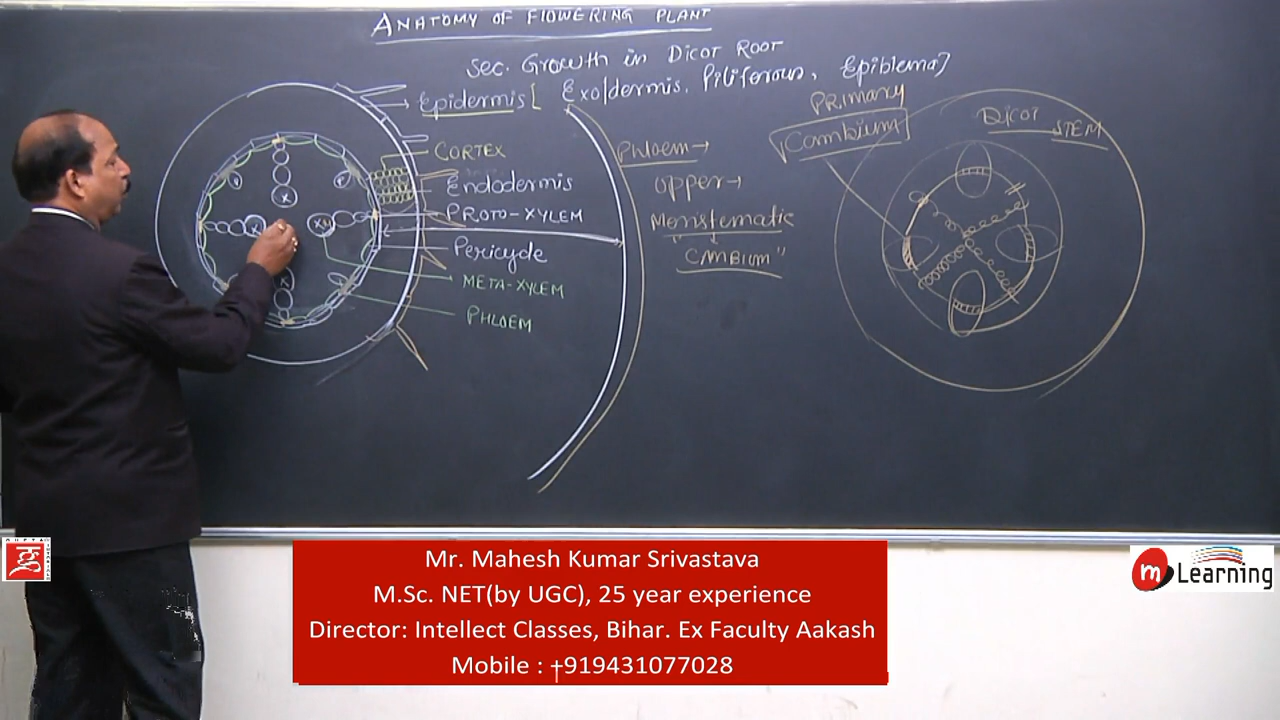 ANATOMY OF FLOWERING PLANT
SEC. GROWTH IN DICOT ROOT
Epidermis [ Exo/dermis, Piliferous, Epiblema]
CORTEX
Endodermis
PROTO-XYLEM
Pericycle
META-XYLEM
PHLOEM
Phloem →
Upper →
Meristematic
"CAMBIUM"
PRIMARY
Cambium
DICOT STEM
X
X
Xy
X
Mr. Mahesh Kumar Srivastava
M.Sc. NET(by UGC), 25 year experience
Director: Intellect Classes, Bihar. Ex Faculty Aakash
Mobile : +919431077028
m Learning